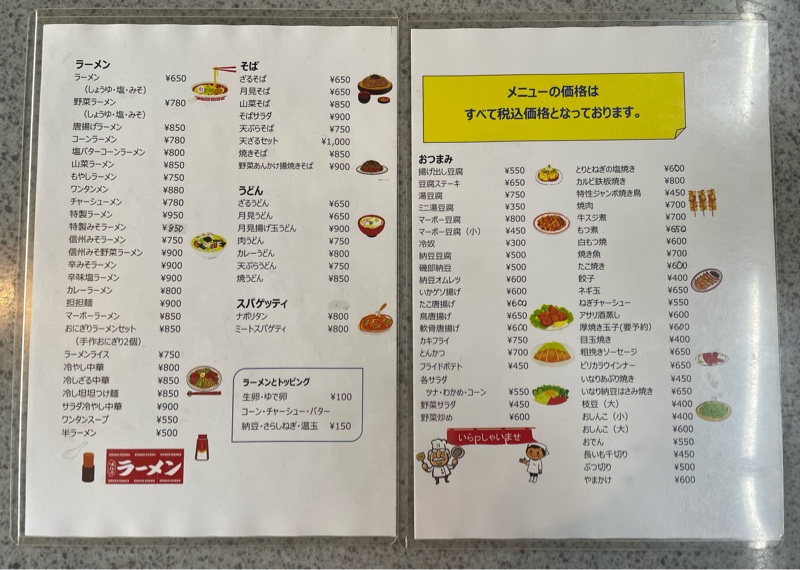 ラーメン
ラーメン ¥650
(しょうゆ・塩・みそ)
野菜ラーメン ¥780
(しょうゆ・塩・みそ)
唐揚げラーメン ¥850
コーンラーメン ¥780
塩バターコーンラーメン ¥800
山菜ラーメン ¥850
もやしラーメン ¥750
ワンタンメン ¥880
チャーシューメン ¥780
特製ラーメン ¥950
特製みそラーメン ¥950
信州みそラーメン ¥750
信州みそ野菜ラーメン ¥900
辛みそラーメン ¥900
辛味塩ラーメン ¥900
カレーラーメン ¥800
担担麺 ¥900
マーボーラーメン ¥850
おにぎりラーメンセット ¥850
(手作おにぎり2個)
ラーメンライス ¥750
冷やし中華 ¥800
冷しざる中華 ¥850
冷し坦坦つけ麺 ¥850
サラダ冷やし中華 ¥900
ワンタンスープ ¥550
半ラーメン ¥500
ラーメン
そば
ざるそば ¥650
月見そば ¥650
山菜そば ¥850
そばサラダ ¥900
天ぷらそば ¥750
天ざるセット ¥1,000
焼きそば ¥850
野菜あんかけ揚焼きそば ¥900
うどん
ざるうどん ¥650
月見うどん ¥650
月見揚げ玉うどん ¥900
肉うどん ¥750
カレーうどん ¥800
天ぷらうどん ¥750
焼うどん ¥850
スパゲッティ
ナポリタン ¥800
ミートスパゲティ ¥800
ラーメンとトッピング
生卵・ゆで卵 ¥100
コーン・チャーシュー・バター
納豆・さらしねぎ・温玉 ¥150
メニューの価格は
すべて税込価格となっております。
おつまみ
揚げ出し豆腐 ¥550
豆腐ステーキ ¥650
湯豆腐 ¥750
ミニ湯豆腐 ¥350
マーボー豆腐 ¥800
マーボー豆腐(小) ¥450
冷奴 ¥300
納豆豆腐 ¥500
磯部納豆 ¥500
納豆オムレツ ¥600
いかゲソ揚げ ¥600
たこ唐揚げ ¥600
鳥唐揚げ ¥650
軟骨唐揚げ ¥600
カキフライ ¥750
とんかつ ¥700
フライドポテト ¥450
各サラダ
ツナ・わかめ・コーン ¥550
野菜サラダ ¥450
野菜炒め ¥600
いらっしゃいませ
とりとねぎの塩焼き ¥600
カルビ鉄板焼き ¥800
特性ジャンボ焼き鳥 ¥450
焼肉 ¥700
牛スジ煮 ¥700
もつ煮 ¥650
白もつ焼 ¥600
焼き魚 ¥700
たこ焼き ¥600
餃子 ¥400
ネギ玉 ¥650
ねぎチャーシュー ¥550
アサリ酒蒸し ¥600
厚焼き玉子(要予約) ¥600
目玉焼き ¥400
粗挽きソーセージ ¥650
ピリカラウインナー ¥650
いなりあぶり焼き ¥450
いなり納豆はさみ焼き ¥650
枝豆(大) ¥400
おしんこ(小) ¥400
おしんこ(大) ¥600
おでん ¥550
長いも千切り ¥450
ぶつ切り ¥500
やまかけ ¥600